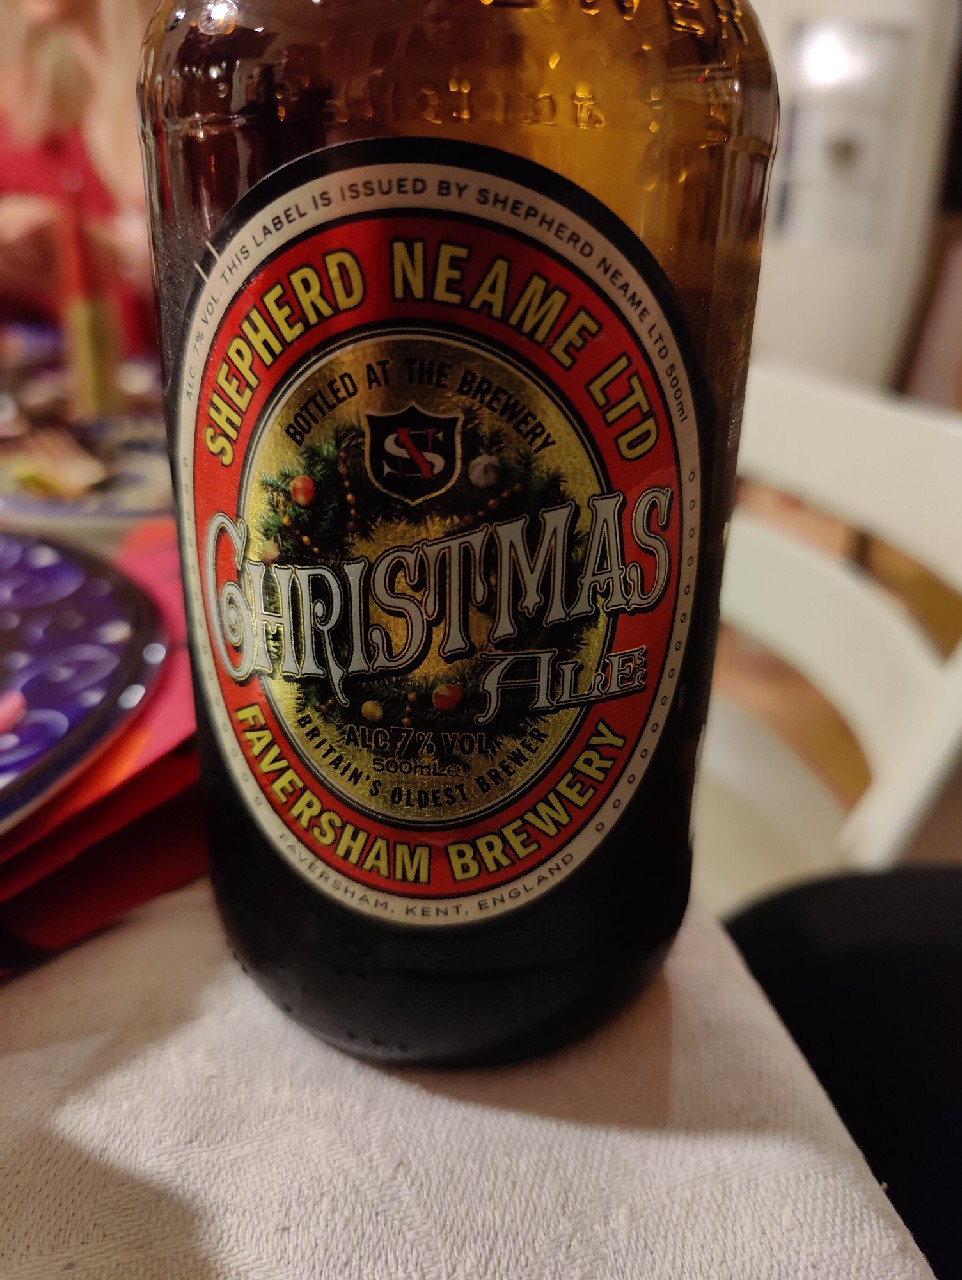 ALC. 7% VOL. THIS LABEL IS ISSUED BY SHEPHERD NEAME LTD 500ml
SHEPHERD NEAME LTD
BOTTLED AT THE BREWERY
SN
CHRISTMAS
ALE
ALC 7% VOL
500mLe
BRITAIN'S OLDEST BREWER
FAVERSHAM BREWERY
FAVERSHAM, KENT, ENGLAND